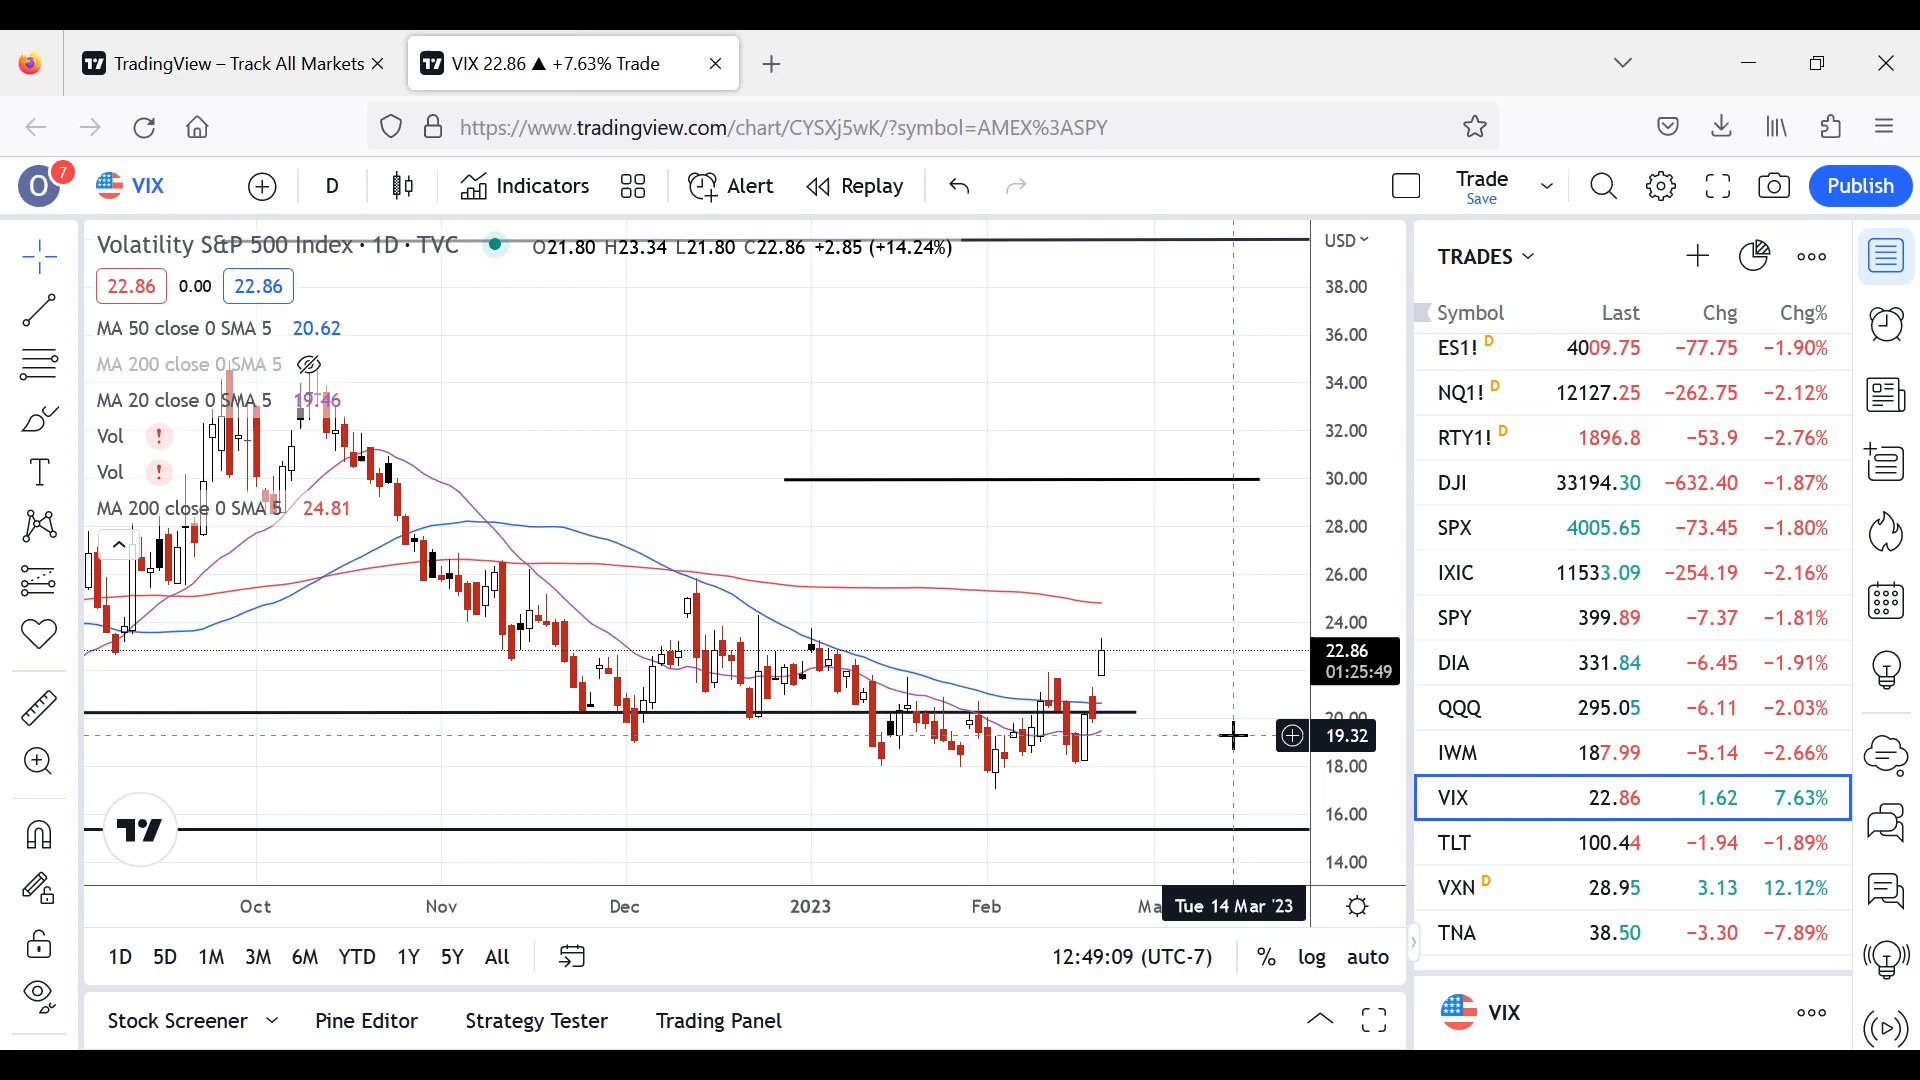 TradingView – Track All Markets
VIX 22.86 ▲ +7.63% Trade
https://www.tradingview.com/chart/CYSXj5wK/?symbol=AMEX%3ASPY
O 7 VIX D Indicators Alert Replay Trade Publish
Save
Volatility S&P 500 Index · 1D · TVC O21.80 H23.34 L21.80 C22.86 +2.85 (+14.24%) USD
22.86 0.00 22.86
MA 50 close 0 SMA 5 20.62
MA 200 close 0 SMA 5
MA 20 close 0 SMA 5 19.46
Vol !
Vol !
MA 200 close 0 SMA 5 24.81
38.00
36.00
34.00
32.00
30.00
28.00
26.00
24.00
22.86
01:25:49
20.00
19.32
18.00
16.00
14.00
Oct Nov Dec 2023 Feb Ma Tue 14 Mar '23
1D 5D 1M 3M 6M YTD 1Y 5Y All 12:49:09 (UTC-7) % log auto
Stock Screener Pine Editor Strategy Tester Trading Panel
TRADES
Symbol Last Chg Chg%
ES1! D 4009.75 −77.75 −1.90%
NQ1! D 12127.25 −262.75 −2.12%
RTY1! D 1896.8 −53.9 −2.76%
DJI 33194.30 −632.40 −1.87%
SPX 4005.65 −73.45 −1.80%
IXIC 11533.09 −254.19 −2.16%
SPY 399.89 −7.37 −1.81%
DIA 331.84 −6.45 −1.91%
QQQ 295.05 −6.11 −2.03%
IWM 187.99 −5.14 −2.66%
VIX 22.86 1.62 7.63%
TLT 100.44 −1.94 −1.89%
VXN D 28.95 3.13 12.12%
TNA 38.50 −3.30 −7.89%
VIX